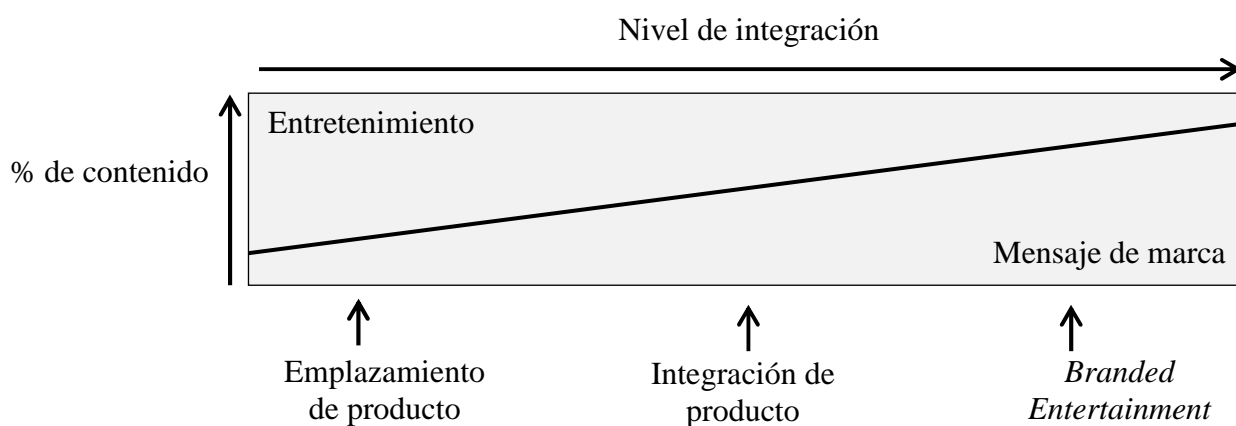 Nivel de integración
Entretenimiento
% de contenido
Mensaje de marca
Emplazamiento
de producto
Integración de
producto
Branded
Entertainment